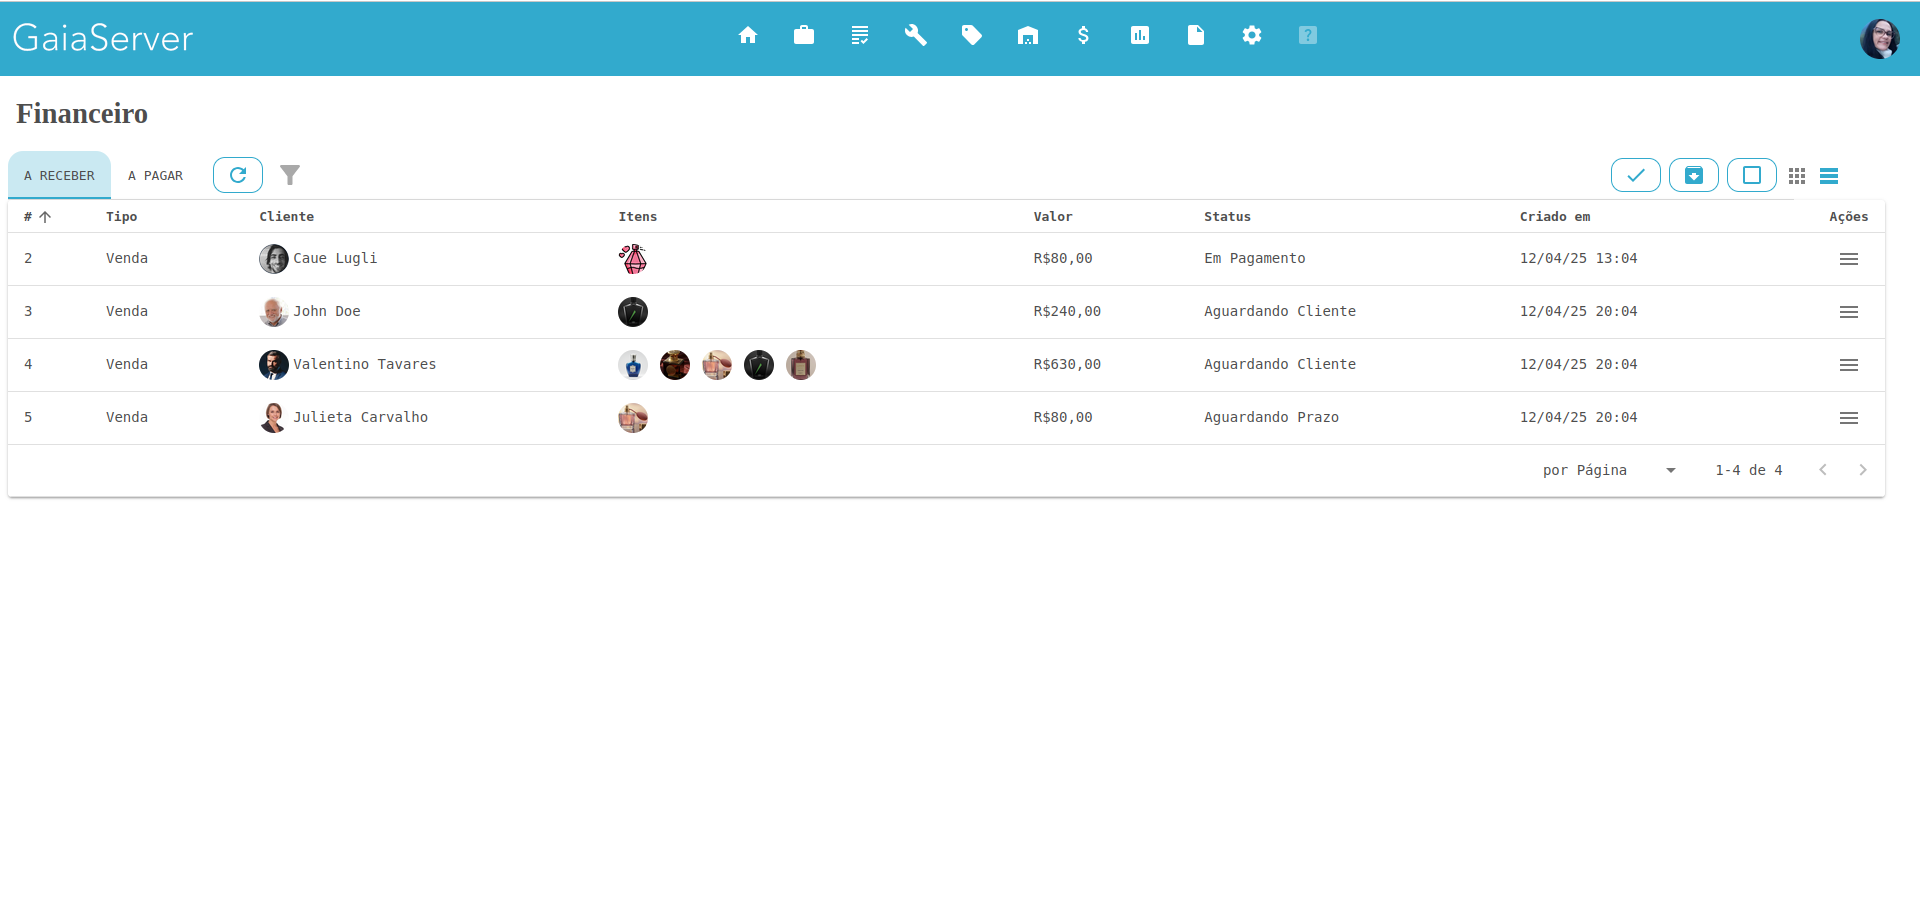 GaiaServer
?
Financeiro
A RECEBER A PAGAR
# Tipo Cliente Itens Valor Status Criado em Ações
2 Venda Caue Lugli R$80,00 Em Pagamento 12/04/25 13:04
3 Venda John Doe R$240,00 Aguardando Cliente 12/04/25 20:04
4 Venda Valentino Tavares R$630,00 Aguardando Cliente 12/04/25 20:04
5 Venda Julieta Carvalho R$80,00 Aguardando Prazo 12/04/25 20:04
por Página 1-4 de 4